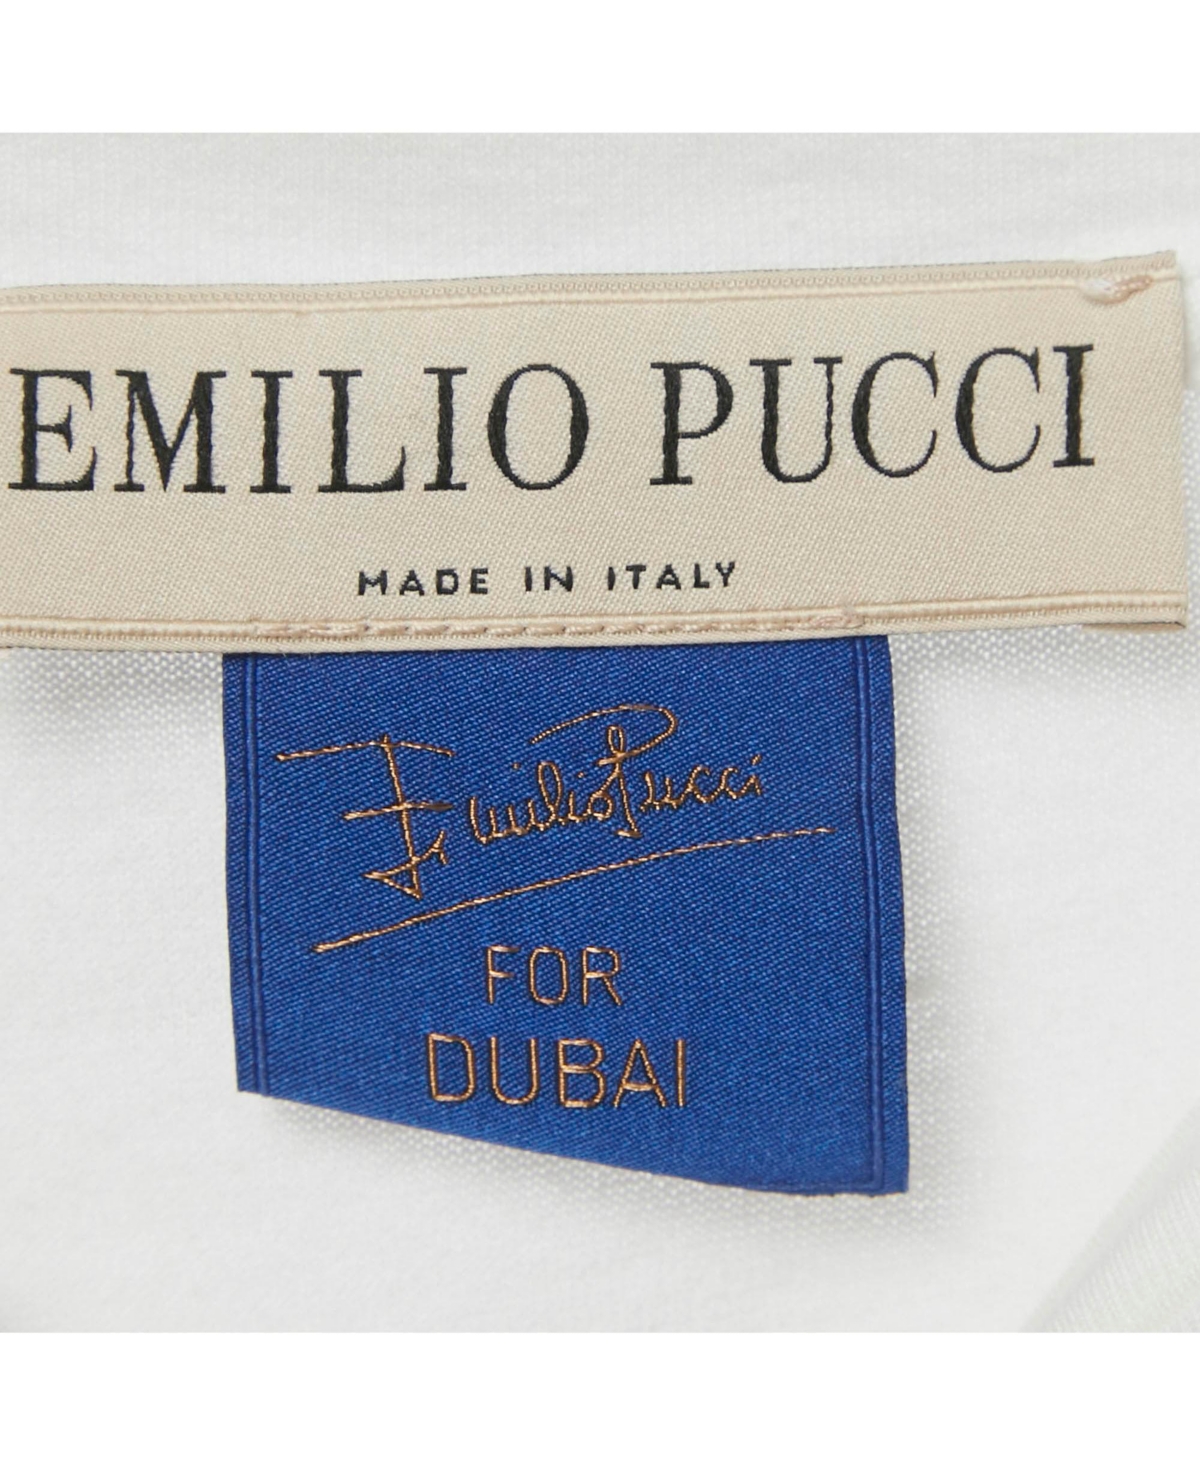 EMILIO PUCCI
MADE IN ITALY
Emilio Pucci
FOR
DUBAI